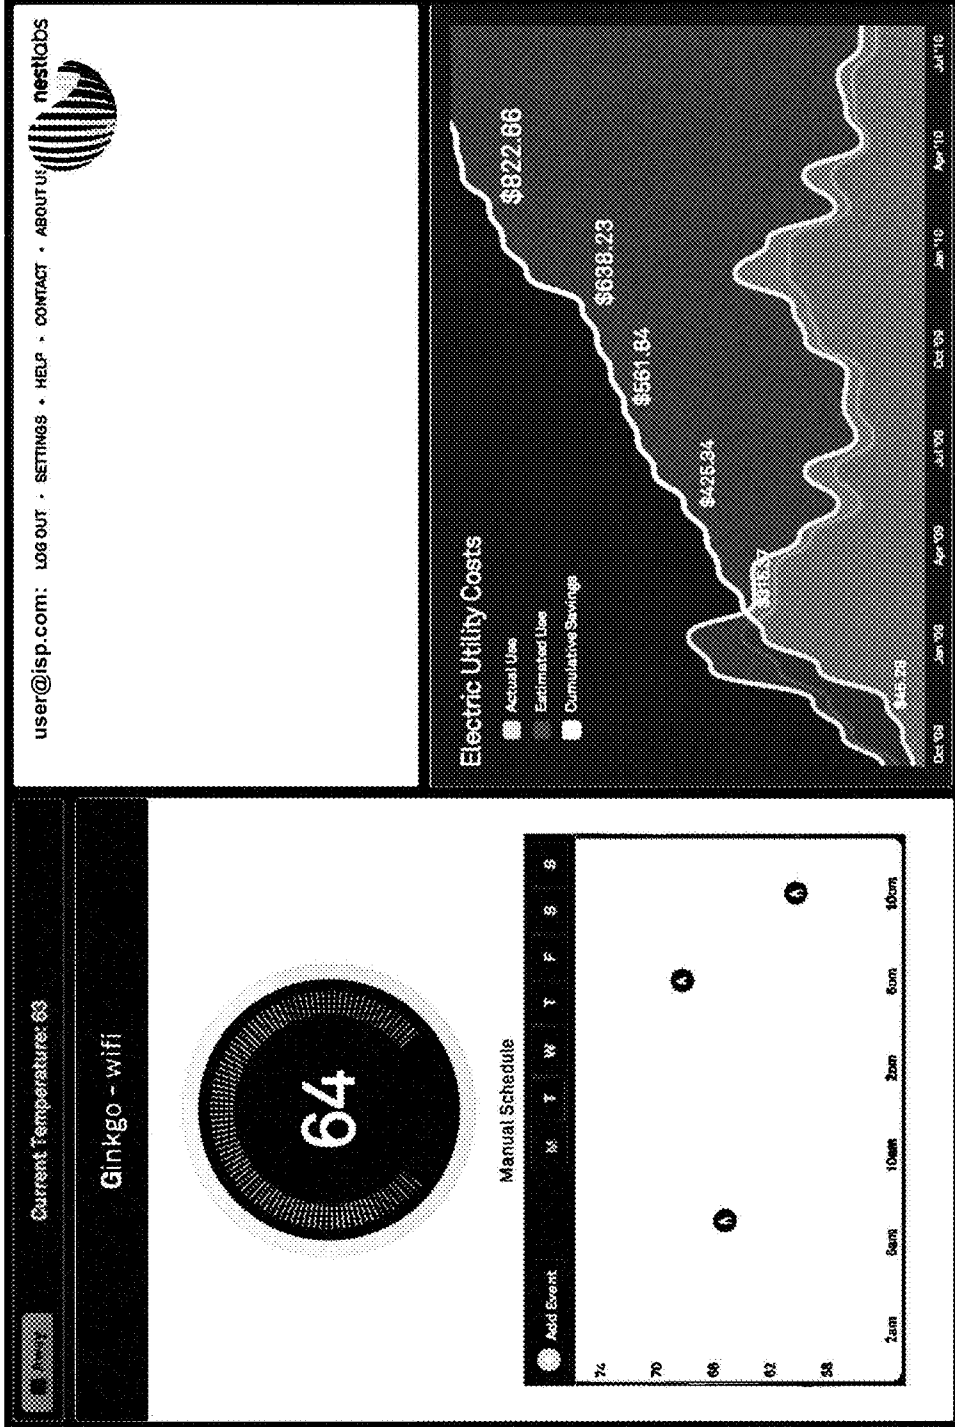 Current Temperature: 63
Ginkgo - wifi
64
Manual Schedule
Add Event M T W T F S S
74
70
66
62
58
2am 6am 10am 2pm 6pm 10pm
user@isp.com: LOG OUT • SETTINGS • HELP • CONTACT • ABOUT US
nestlabs
Electric Utility Costs
Actual Use
Estimated Use
Cumulative Savings
$822.66
$638.23
$561.64
$425.34
Oct '08 Jan '09 Apr '09 Jul '09 Oct '09 Jan '10 Apr '10 Jul '10